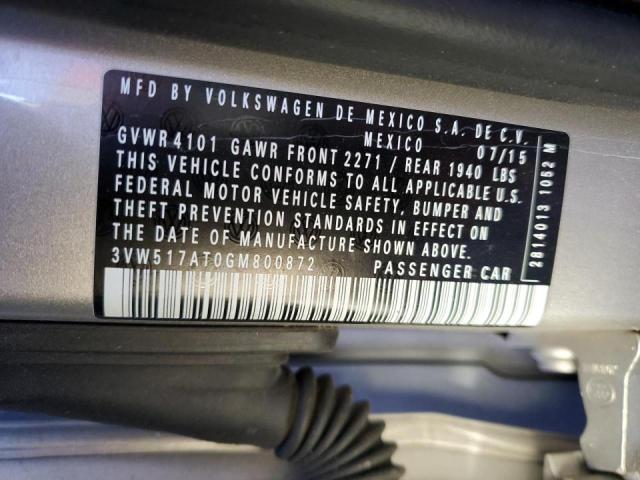 MFD BY VOLKSWAGEN DE MEXICO S.A. DE C.V.
MEXICO 07/15
GVWR 4101 GAWR FRONT 2271 / REAR 1940 LBS
THIS VEHICLE CONFORMS TO ALL APPLICABLE U.S.
FEDERAL MOTOR VEHICLE SAFETY, BUMPER AND
THEFT PREVENTION STANDARDS IN EFFECT ON
THE DATE OF MANUFACTURE SHOWN ABOVE.
3VW517AT0GM800872 PASSENGER CAR
2814013 1052 M